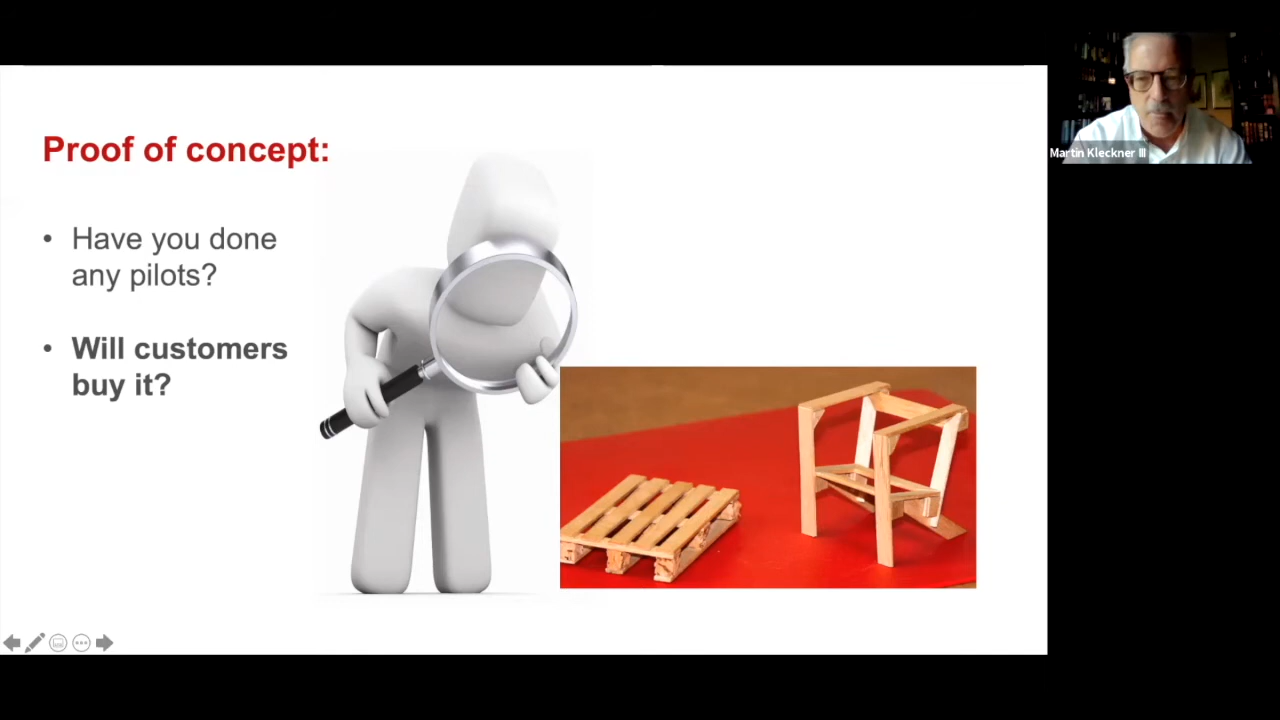 Proof of concept:
• Have you done
any pilots?
• Will customers
buy it?
Martin Kleckner III